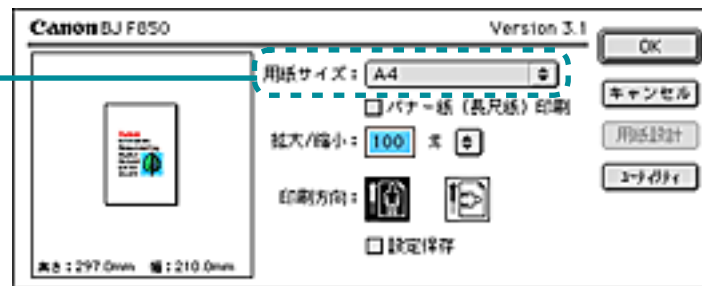 Canon BJ F850
Version 3.1
用紙サイズ： A4
バナー紙（長尺紙）印刷
拡大/縮小： 100 %
印刷方向：
設定保存
高さ：297.0mm 幅：210.0mm
OK
キャンセル
用紙設計
ユーティリティ